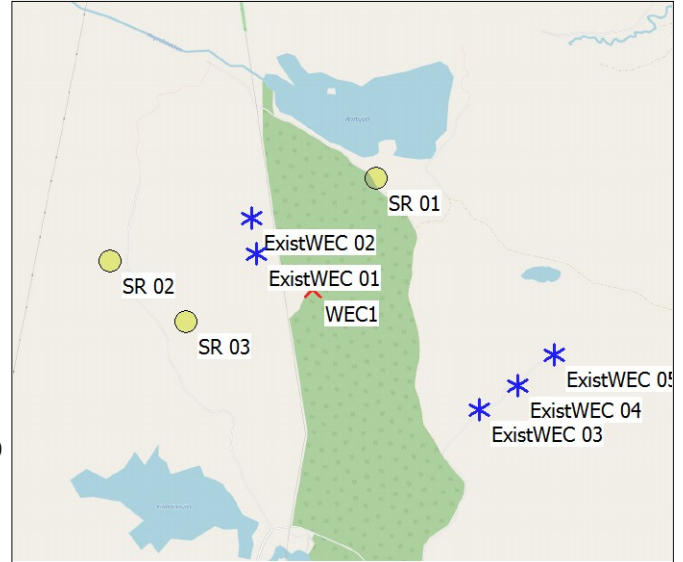 SR 01
ExistWEC 02
ExistWEC 01
SR 02
WEC1
SR 03
ExistWEC 05
ExistWEC 04
ExistWEC 03
)